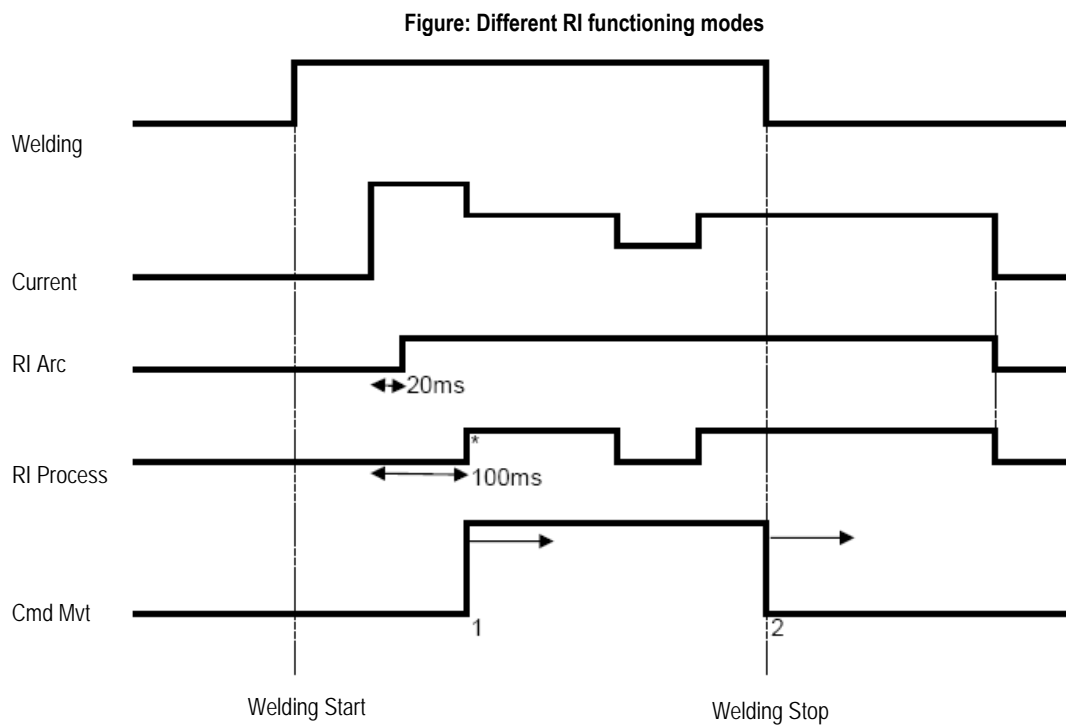 Figure: Different RI functioning modes
Welding
Current
RI Arc
20ms
*
RI Process
100ms
Cmd Mvt
1
2
Welding Start
Welding Stop